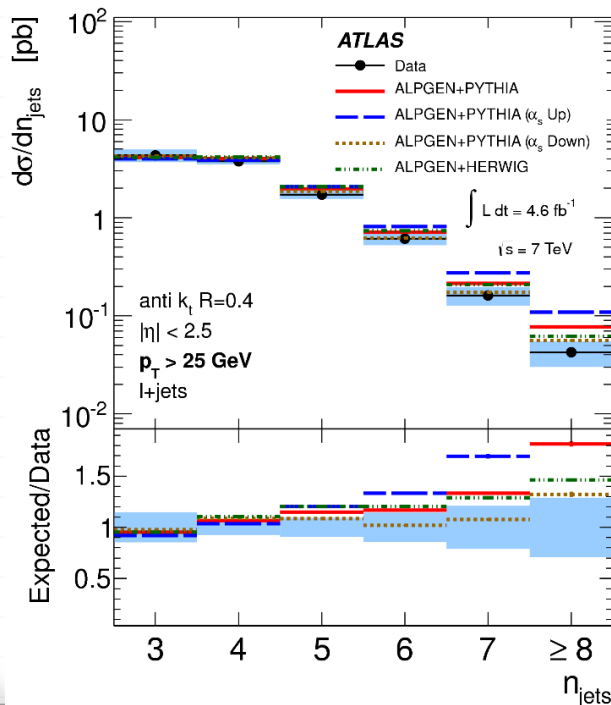 dσ/dn_jets [pb]
10²
10
1
10⁻¹
10⁻²
ATLAS
Data
ALPGEN+PYTHIA
ALPGEN+PYTHIA (α_s Up)
ALPGEN+PYTHIA (α_s Down)
ALPGEN+HERWIG
∫ L dt = 4.6 fb⁻¹
√s = 7 TeV
anti k_t R=0.4
|η| < 2.5
p_T > 25 GeV
l+jets
Expected/Data
1.5
1
0.5
3 4 5 6 7 ≥ 8
n_jets